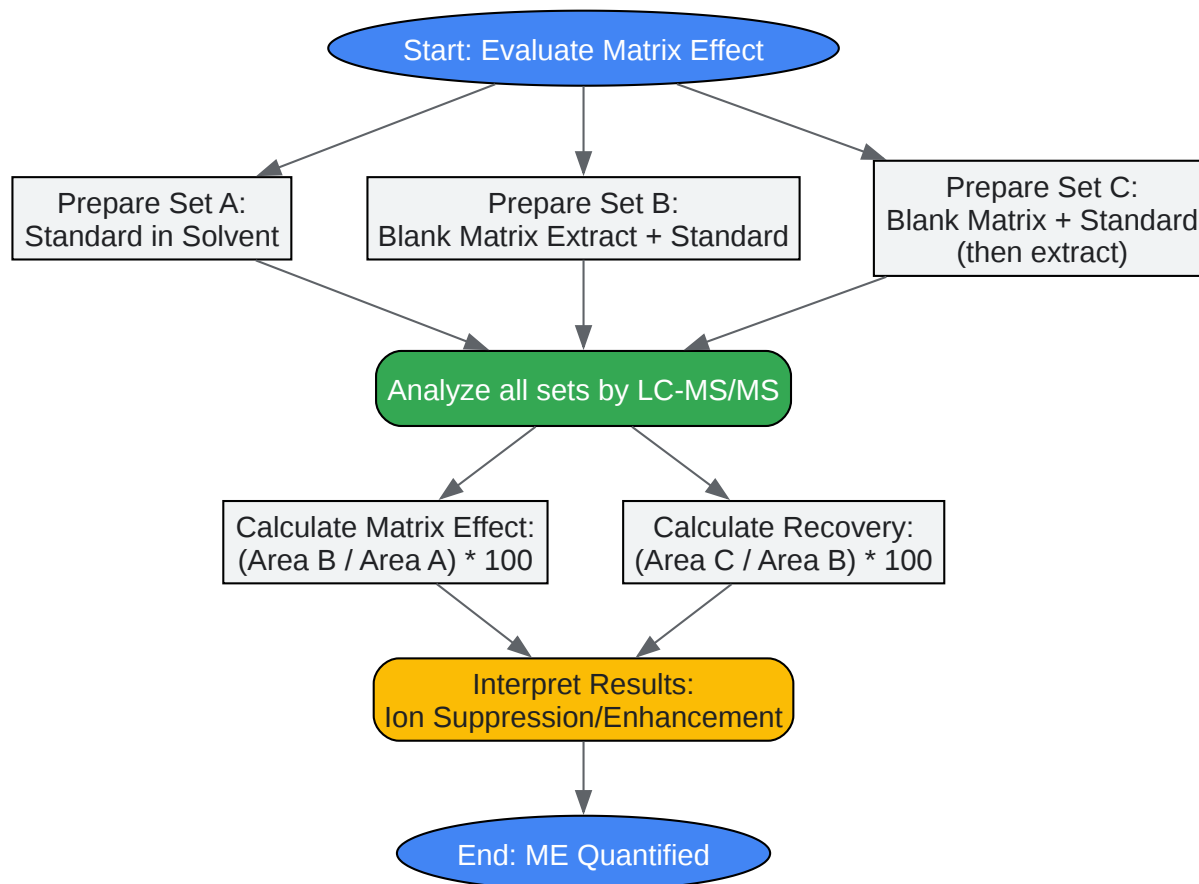 Start: Evaluate Matrix Effect
Prepare Set A:
Standard in Solvent
Prepare Set B:
Blank Matrix Extract + Standard
Prepare Set C:
Blank Matrix + Standard
(then extract)
Analyze all sets by LC-MS/MS
Calculate Matrix Effect:
(Area B / Area A) * 100
Calculate Recovery:
(Area C / Area B) * 100
Interpret Results:
Ion Suppression/Enhancement
End: ME Quantified